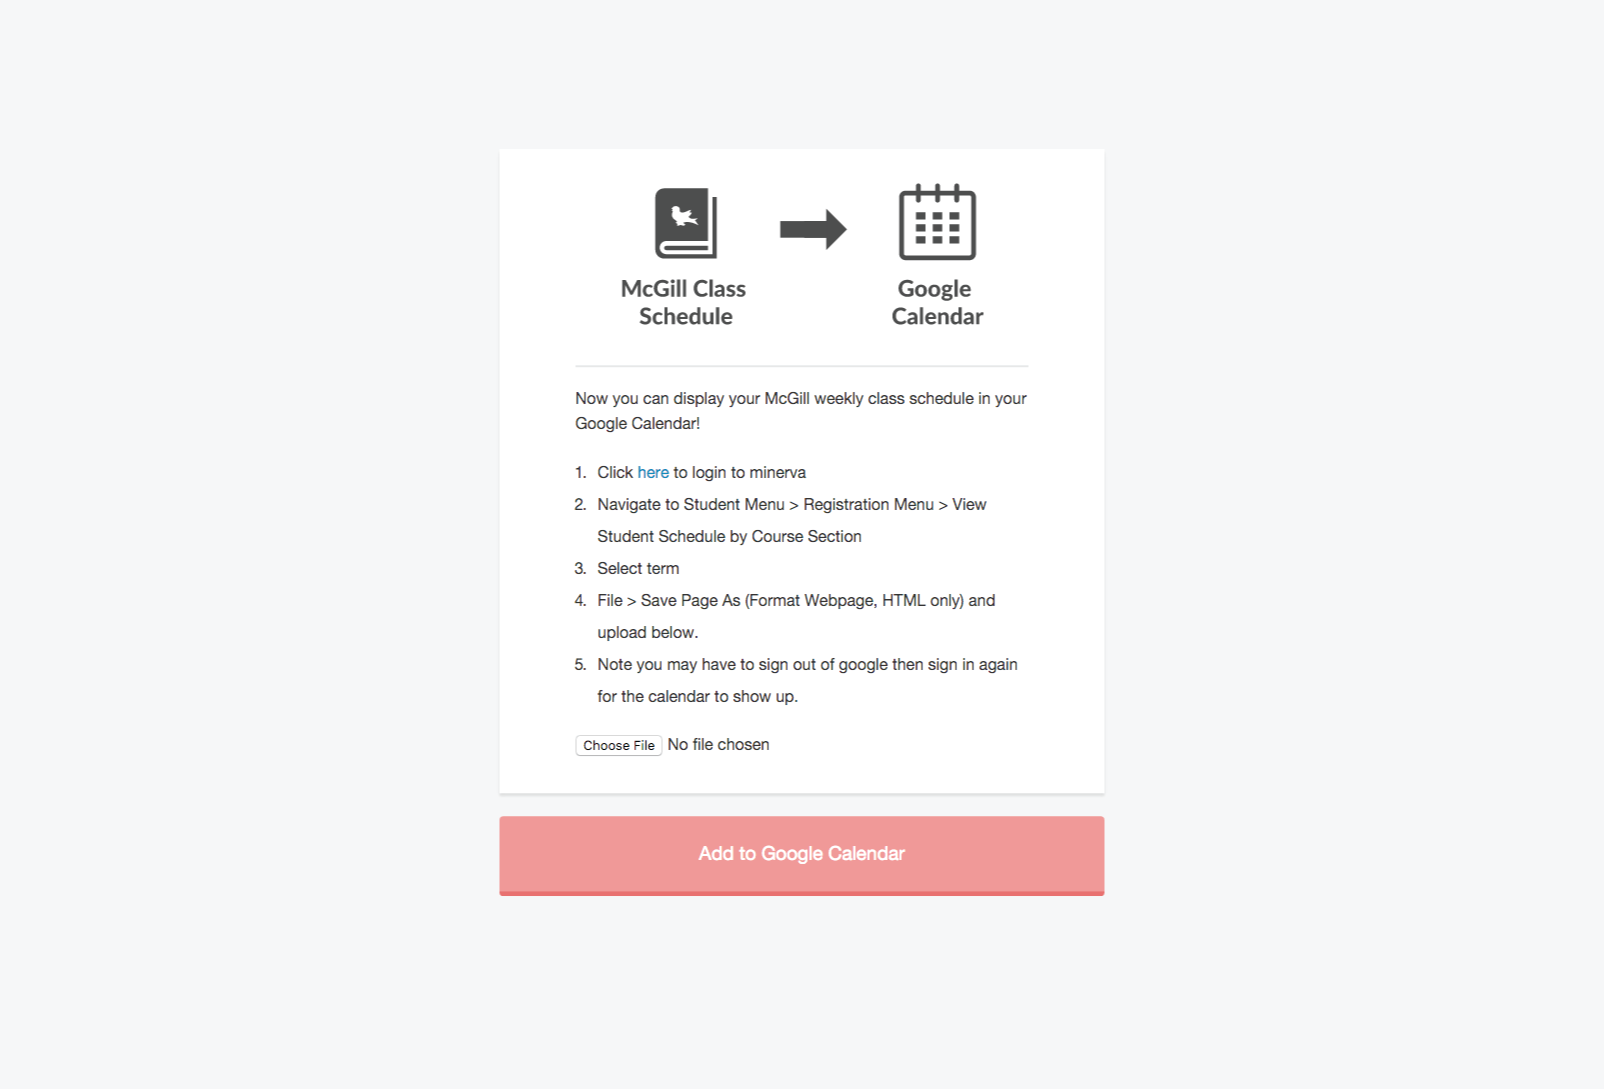 McGill Class
Schedule
Google
Calendar
Now you can display your McGill weekly class schedule in your
Google Calendar!
1. Click here to login to minerva
2. Navigate to Student Menu > Registration Menu > View
Student Schedule by Course Section
3. Select term
4. File > Save Page As (Format Webpage, HTML only) and
upload below.
5. Note you may have to sign out of google then sign in again
for the calendar to show up.
Choose File No file chosen
Add to Google Calendar